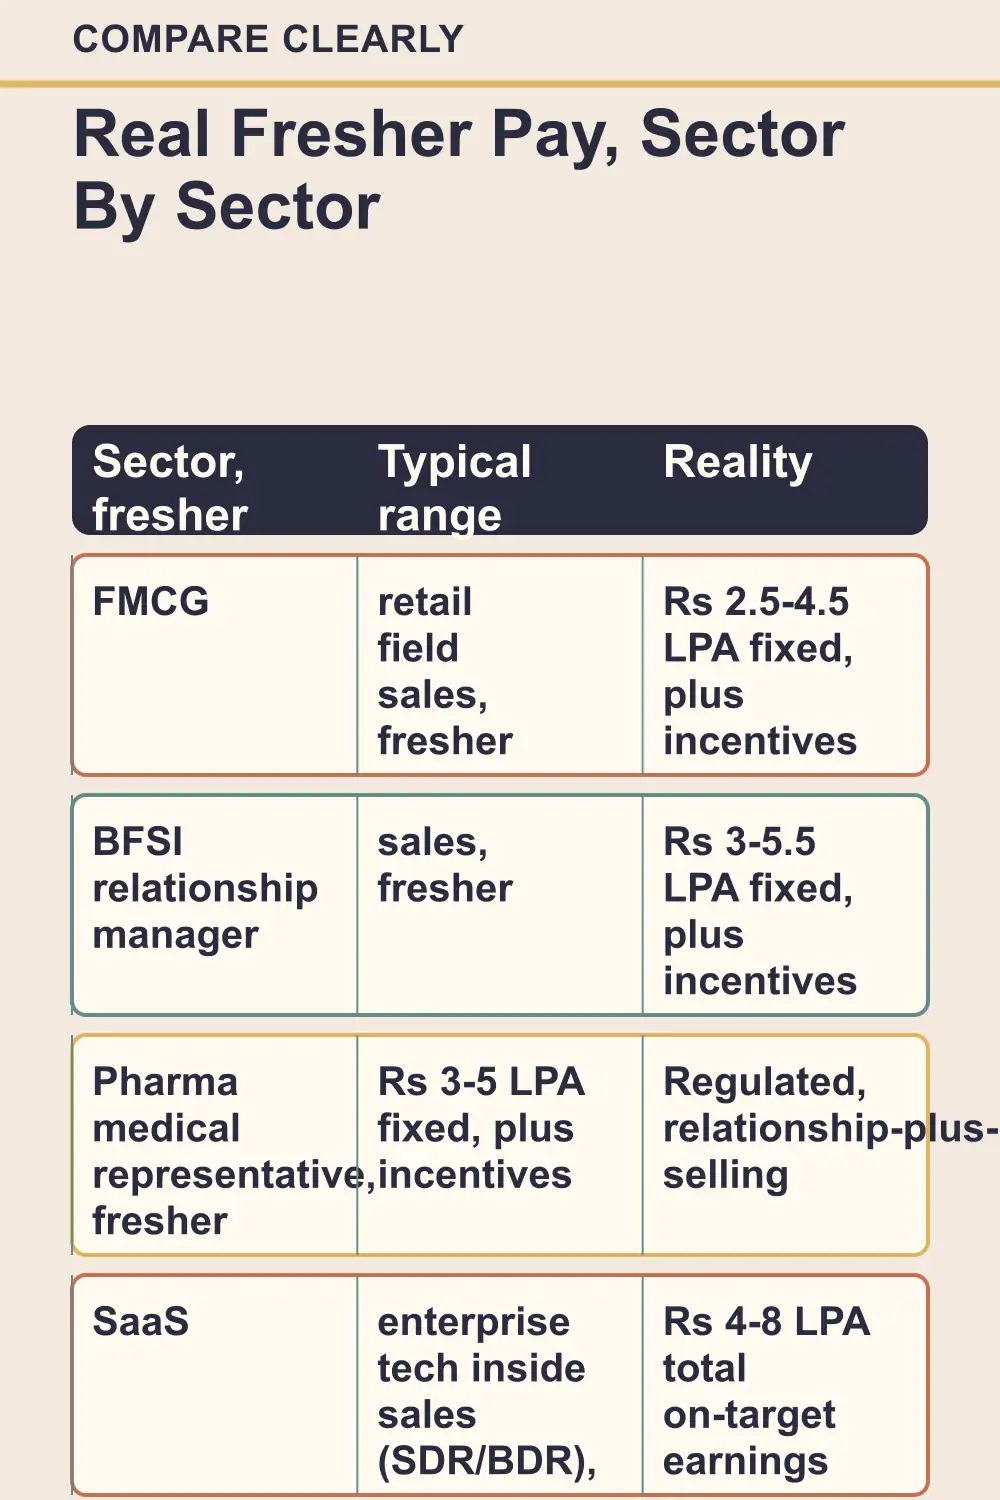 COMPARE CLEARLY
Real Fresher Pay, Sector
By Sector
Sector,
fresher
Typical
range
Reality
FMCG
retail
field
sales,
fresher
Rs 2.5-4.5
LPA fixed,
plus
incentives
BFSI
relationship
manager
sales,
fresher
Rs 3-5.5
LPA fixed,
plus
incentives
Pharma
medical
representative,
fresher
Rs 3-5 LPA
fixed, plus
incentives
Regulated,
relationship-plus-
selling
SaaS
enterprise
tech inside
sales
(SDR/BDR),
Rs 4-8 LPA
total
on-target
earnings